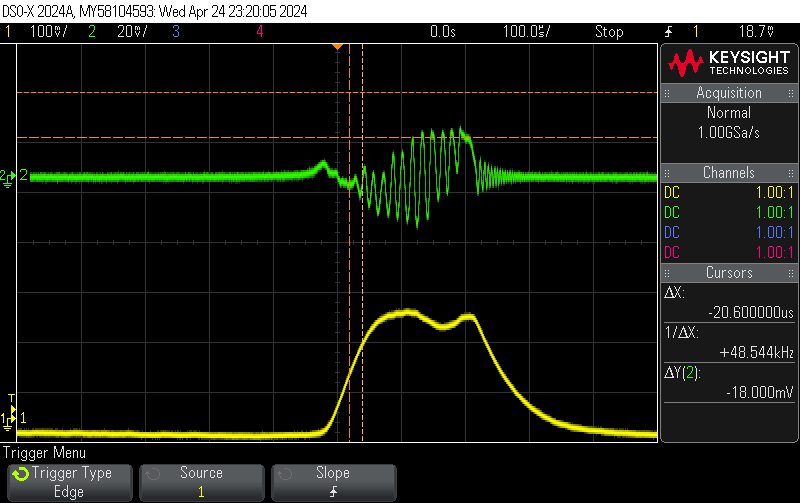 DSO-X 2024A, MY58104593: Wed Apr 24 23:20:05 2024
1 100%/ 2 20%/ 3 4 0.0s 100.0%/ Stop 1 18.7%
KEYSIGHT
TECHNOLOGIES
Acquisition
Normal
1.00GSa/s
Channels
DC 1.00:1
DC 1.00:1
DC 1.00:1
DC 1.00:1
Cursors
ΔX:
-20.600000us
1/ΔX:
+48.544kHz
ΔY(2):
-18.000mV
2 2
T
1 1
Trigger Menu
Trigger Type Source Slope
Edge 1